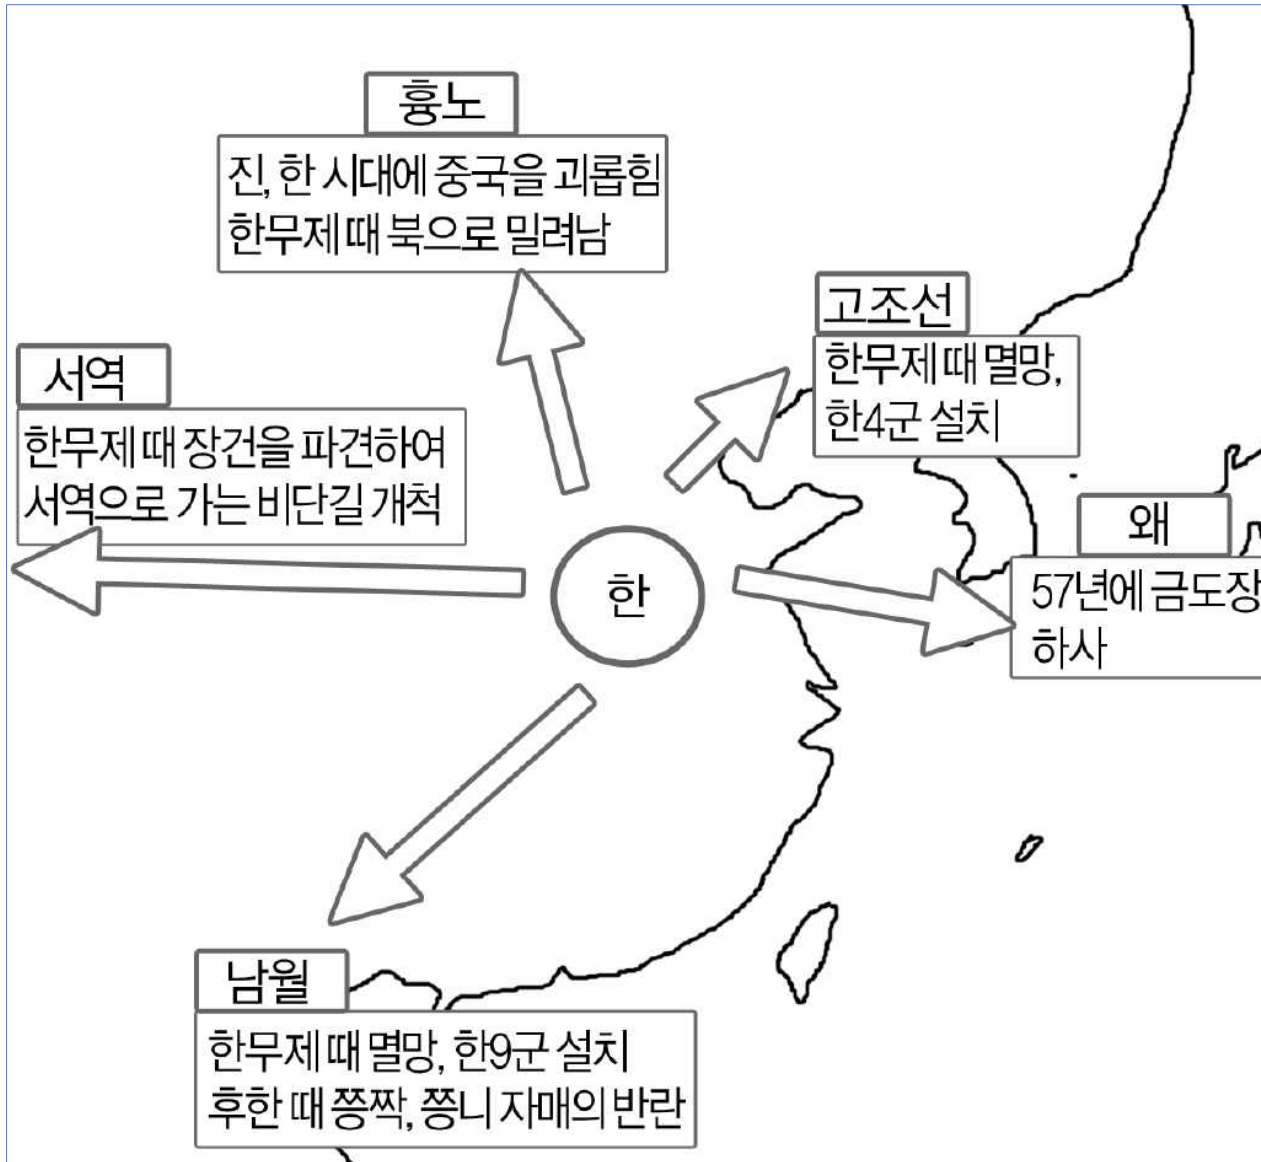 흉노
진, 한 시대에 중국을 괴롭힘
한무제 때 북으로 밀려남
고조선
한무제 때 멸망,
한4군 설치
서역
한무제 때 장건을 파견하여
서역으로 가는 비단길 개척
왜
57년에 금도장
하사
한
남월
한무제 때 멸망, 한9군 설치
후한 때 쯩짝, 쯩니 자매의 반란